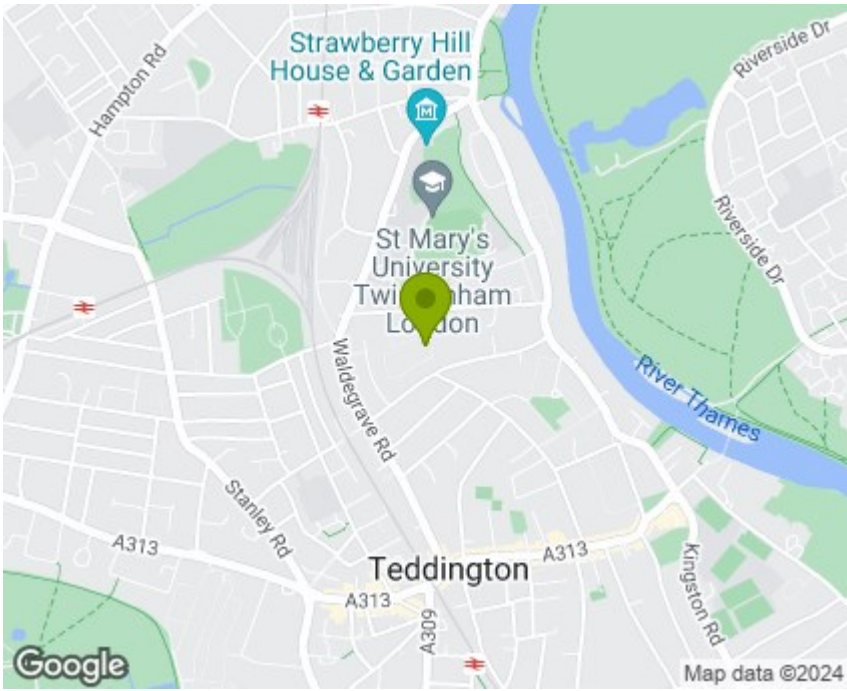 Strawberry Hill
House & Garden
Hampton Rd
Riverside Dr
Riverside Dr
St Mary's
University
London
River Thames
Waldegrave Rd
Stanley Rd
A313
A313
Teddington
A313
A309
Kingston Rd
Google
Map data ©2024